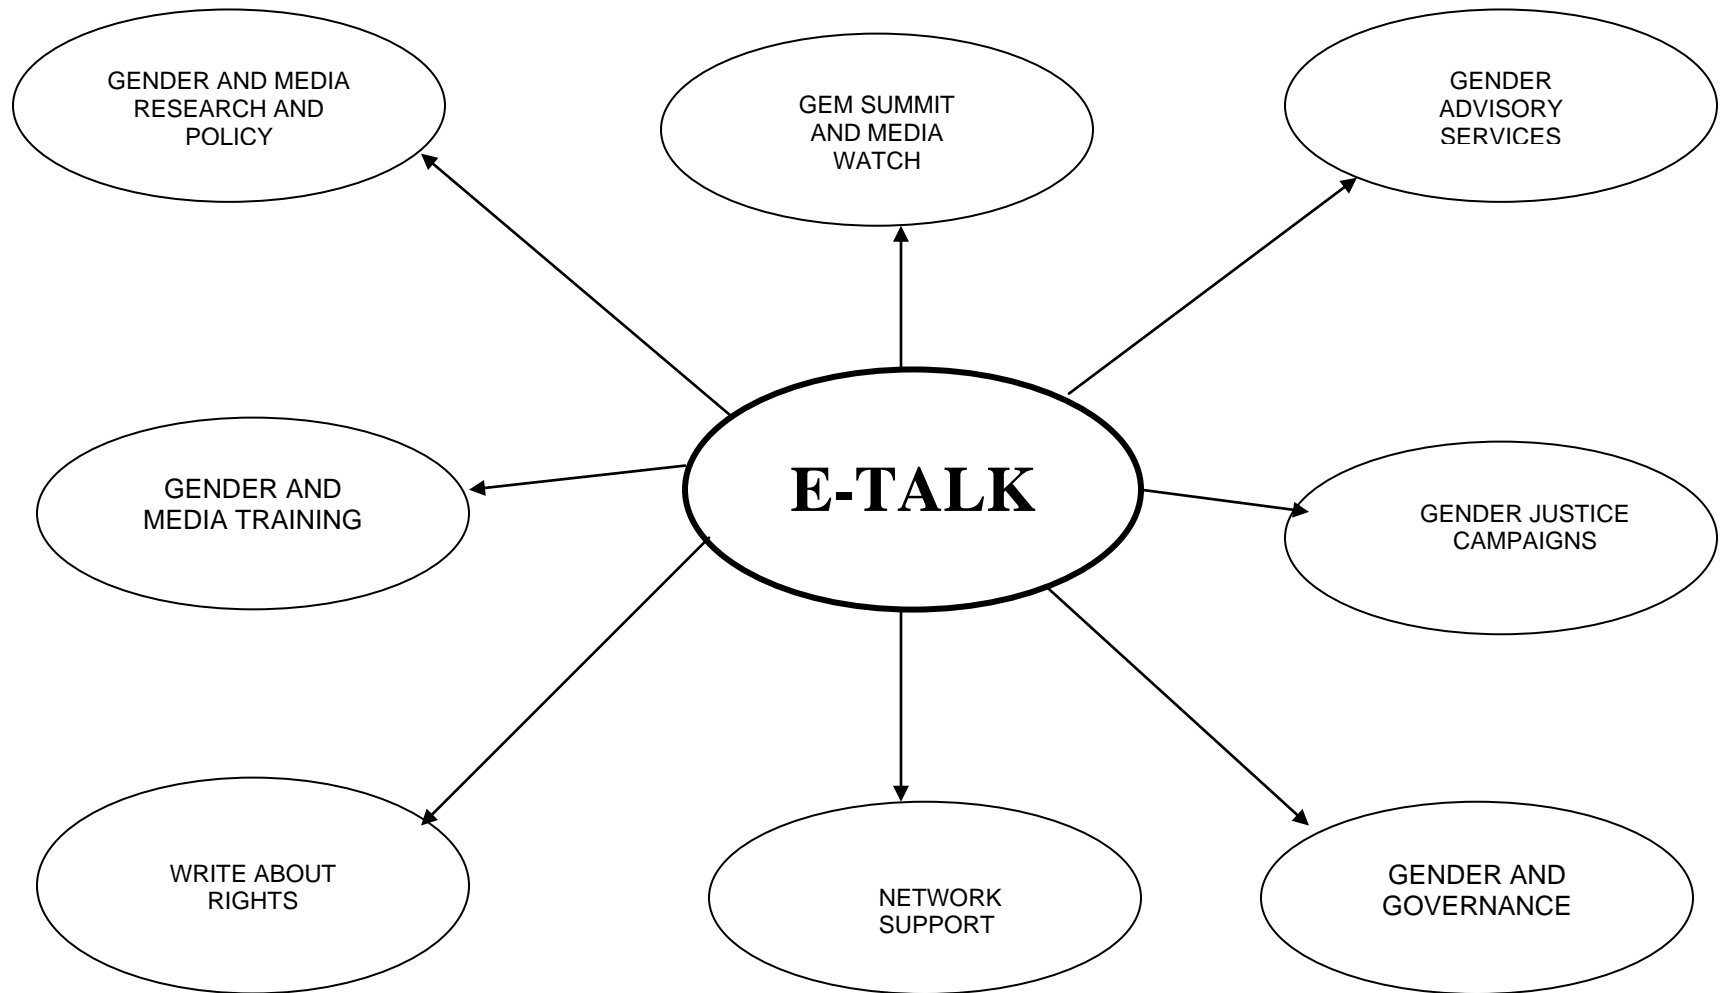 GENDER AND MEDIA
RESEARCH AND
POLICY
GEM SUMMIT
AND MEDIA
WATCH
GENDER
ADVISORY
SERVICES
GENDER AND
MEDIA TRAINING
E-TALK
GENDER JUSTICE
CAMPAIGNS
WRITE ABOUT
RIGHTS
NETWORK
SUPPORT
GENDER AND
GOVERNANCE